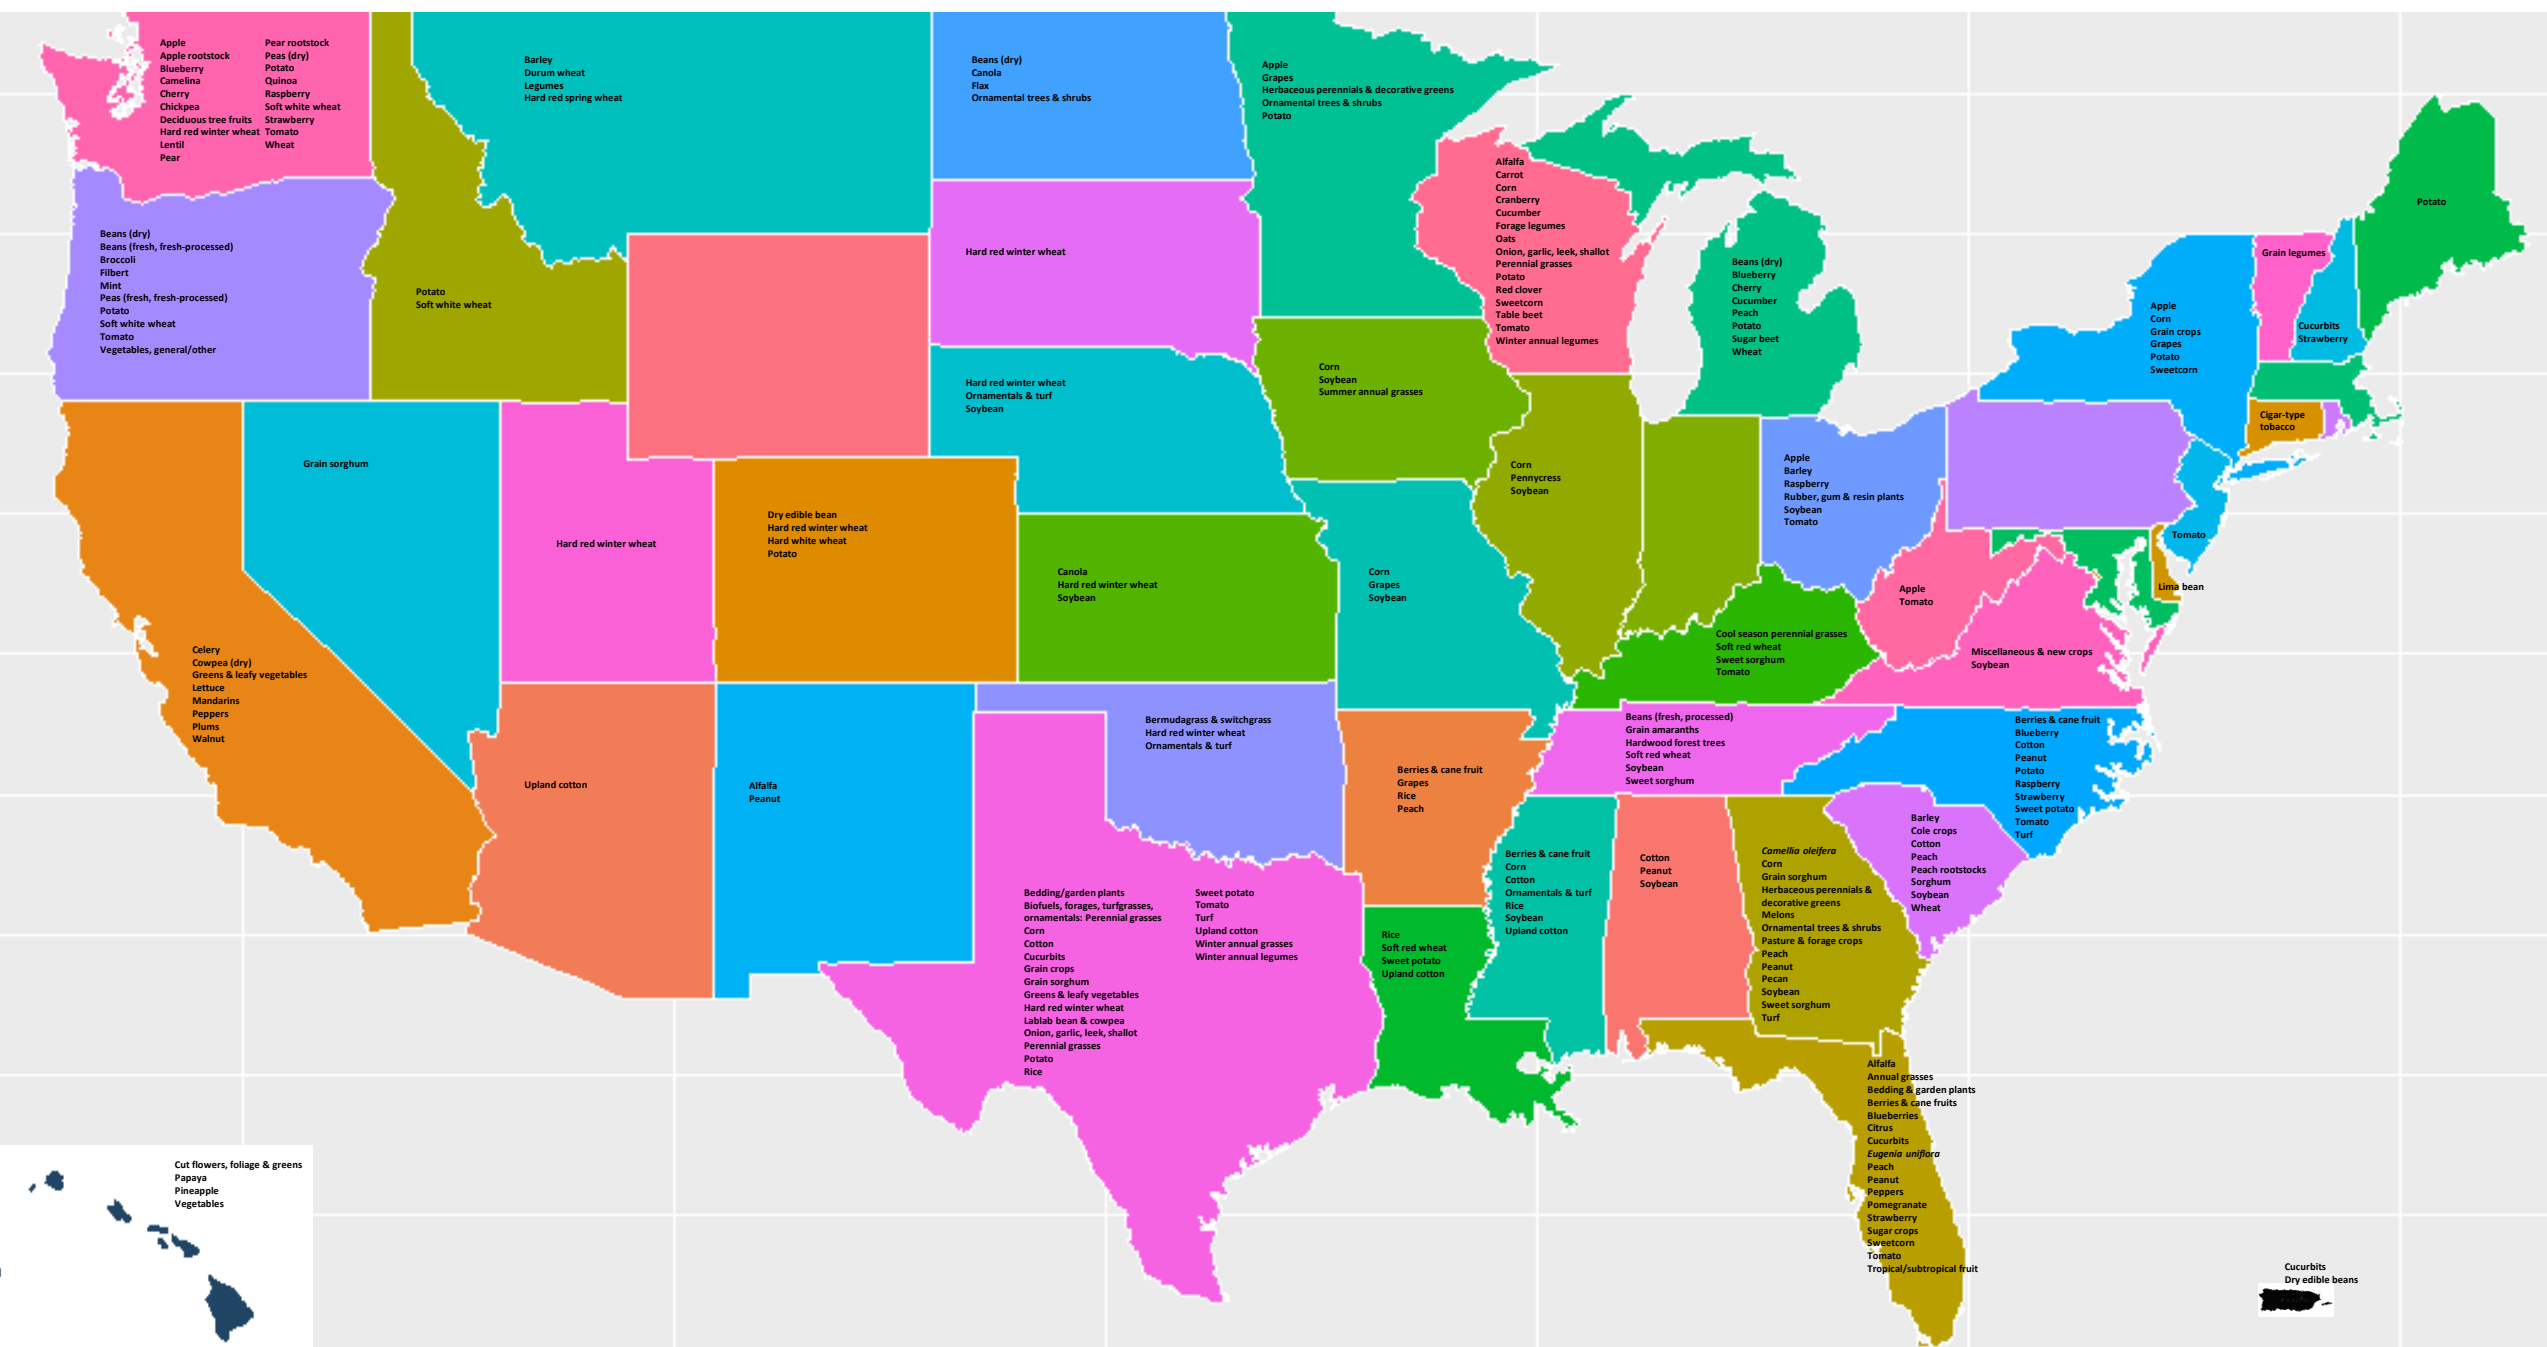 Apple
Apple rootstock
Blueberry
Camelina
Cherry
Chickpea
Deciduous tree fruits
Hard red winter wheat
Lentil
Pear
Pear rootstock
Peas (dry)
Potato
Quinoa
Raspberry
Soft white wheat
Strawberry
Tomato
Wheat
Barley
Durum wheat
Legumes
Hard red spring wheat
Beans (dry)
Canola
Flax
Ornamental trees & shrubs
Apple
Grapes
Herbaceous perennials & decorative greens
Ornamental trees & shrubs
Potato
Alfalfa
Carrot
Corn
Cranberry
Cucumber
Forage legumes
Oats
Onion, garlic, leek, shallot
Perennial grasses
Potato
Red clover
Sweetcorn
Table beet
Tomato
Winter annual legumes
Beans (dry)
Blueberry
Cherry
Cucumber
Peach
Potato
Sugar beet
Wheat
Potato
Grain legumes
Cucurbits
Strawberry
Apple
Corn
Grain crops
Grapes
Potato
Sweetcorn
Cigar-type
tobacco
Beans (dry)
Beans (fresh, fresh-processed)
Broccoli
Filbert
Mint
Peas (fresh, fresh-processed)
Potato
Soft white wheat
Tomato
Vegetables, general/other
Potato
Soft white wheat
Hard red winter wheat
Hard red winter wheat
Ornamentals & turf
Soybean
Corn
Soybean
Summer annual grasses
Corn
Pennycress
Soybean
Apple
Barley
Raspberry
Rubber, gum & resin plants
Soybean
Tomato
Tomato
Lima bean
Apple
Tomato
Miscellaneous & new crops
Soybean
Grain sorghum
Hard red winter wheat
Dry edible bean
Hard red winter wheat
Hard white wheat
Potato
Canola
Hard red winter wheat
Soybean
Corn
Grapes
Soybean
Cool season perennial grasses
Soft red wheat
Sweet sorghum
Tomato
Celery
Cowpea (dry)
Greens & leafy vegetables
Lettuce
Mandarins
Peppers
Plums
Walnut
Upland cotton
Alfalfa
Peanut
Bermudagrass & switchgrass
Hard red winter wheat
Ornamentals & turf
Berries & cane fruit
Grapes
Rice
Peach
Beans (fresh, processed)
Grain amaranths
Hardwood forest trees
Soft red wheat
Soybean
Sweet sorghum
Berries & cane fruit
Blueberry
Cotton
Peanut
Potato
Raspberry
Strawberry
Sweet potato
Tomato
Turf
Barley
Cole crops
Cotton
Peach
Peach rootstocks
Sorghum
Soybean
Wheat
Bedding/garden plants
Biofuels, forages, turfgrasses,
ornamentals: Perennial grasses
Corn
Cotton
Cucurbits
Grain crops
Grain sorghum
Greens & leafy vegetables
Hard red winter wheat
Lablab bean & cowpea
Onion, garlic, leek, shallot
Perennial grasses
Potato
Rice
Sweet potato
Tomato
Turf
Upland cotton
Winter annual grasses
Winter annual legumes
Rice
Soft red wheat
Sweet potato
Upland cotton
Berries & cane fruit
Corn
Cotton
Ornamentals & turf
Rice
Soybean
Upland cotton
Cotton
Peanut
Soybean
Camellia oleifera
Corn
Grain sorghum
Herbaceous perennials &
decorative greens
Melons
Ornamental trees & shrubs
Pasture & forage crops
Peach
Peanut
Pecan
Soybean
Sweet sorghum
Turf
Alfalfa
Annual grasses
Bedding & garden plants
Berries & cane fruits
Blueberries
Citrus
Cucurbits
Eugenia uniflora
Peach
Peanut
Peppers
Pomegranate
Strawberry
Sugar crops
Sweetcorn
Tomato
Tropical/subtropical fruit
Cut flowers, foliage & greens
Papaya
Pineapple
Vegetables
Cucurbits
Dry edible beans